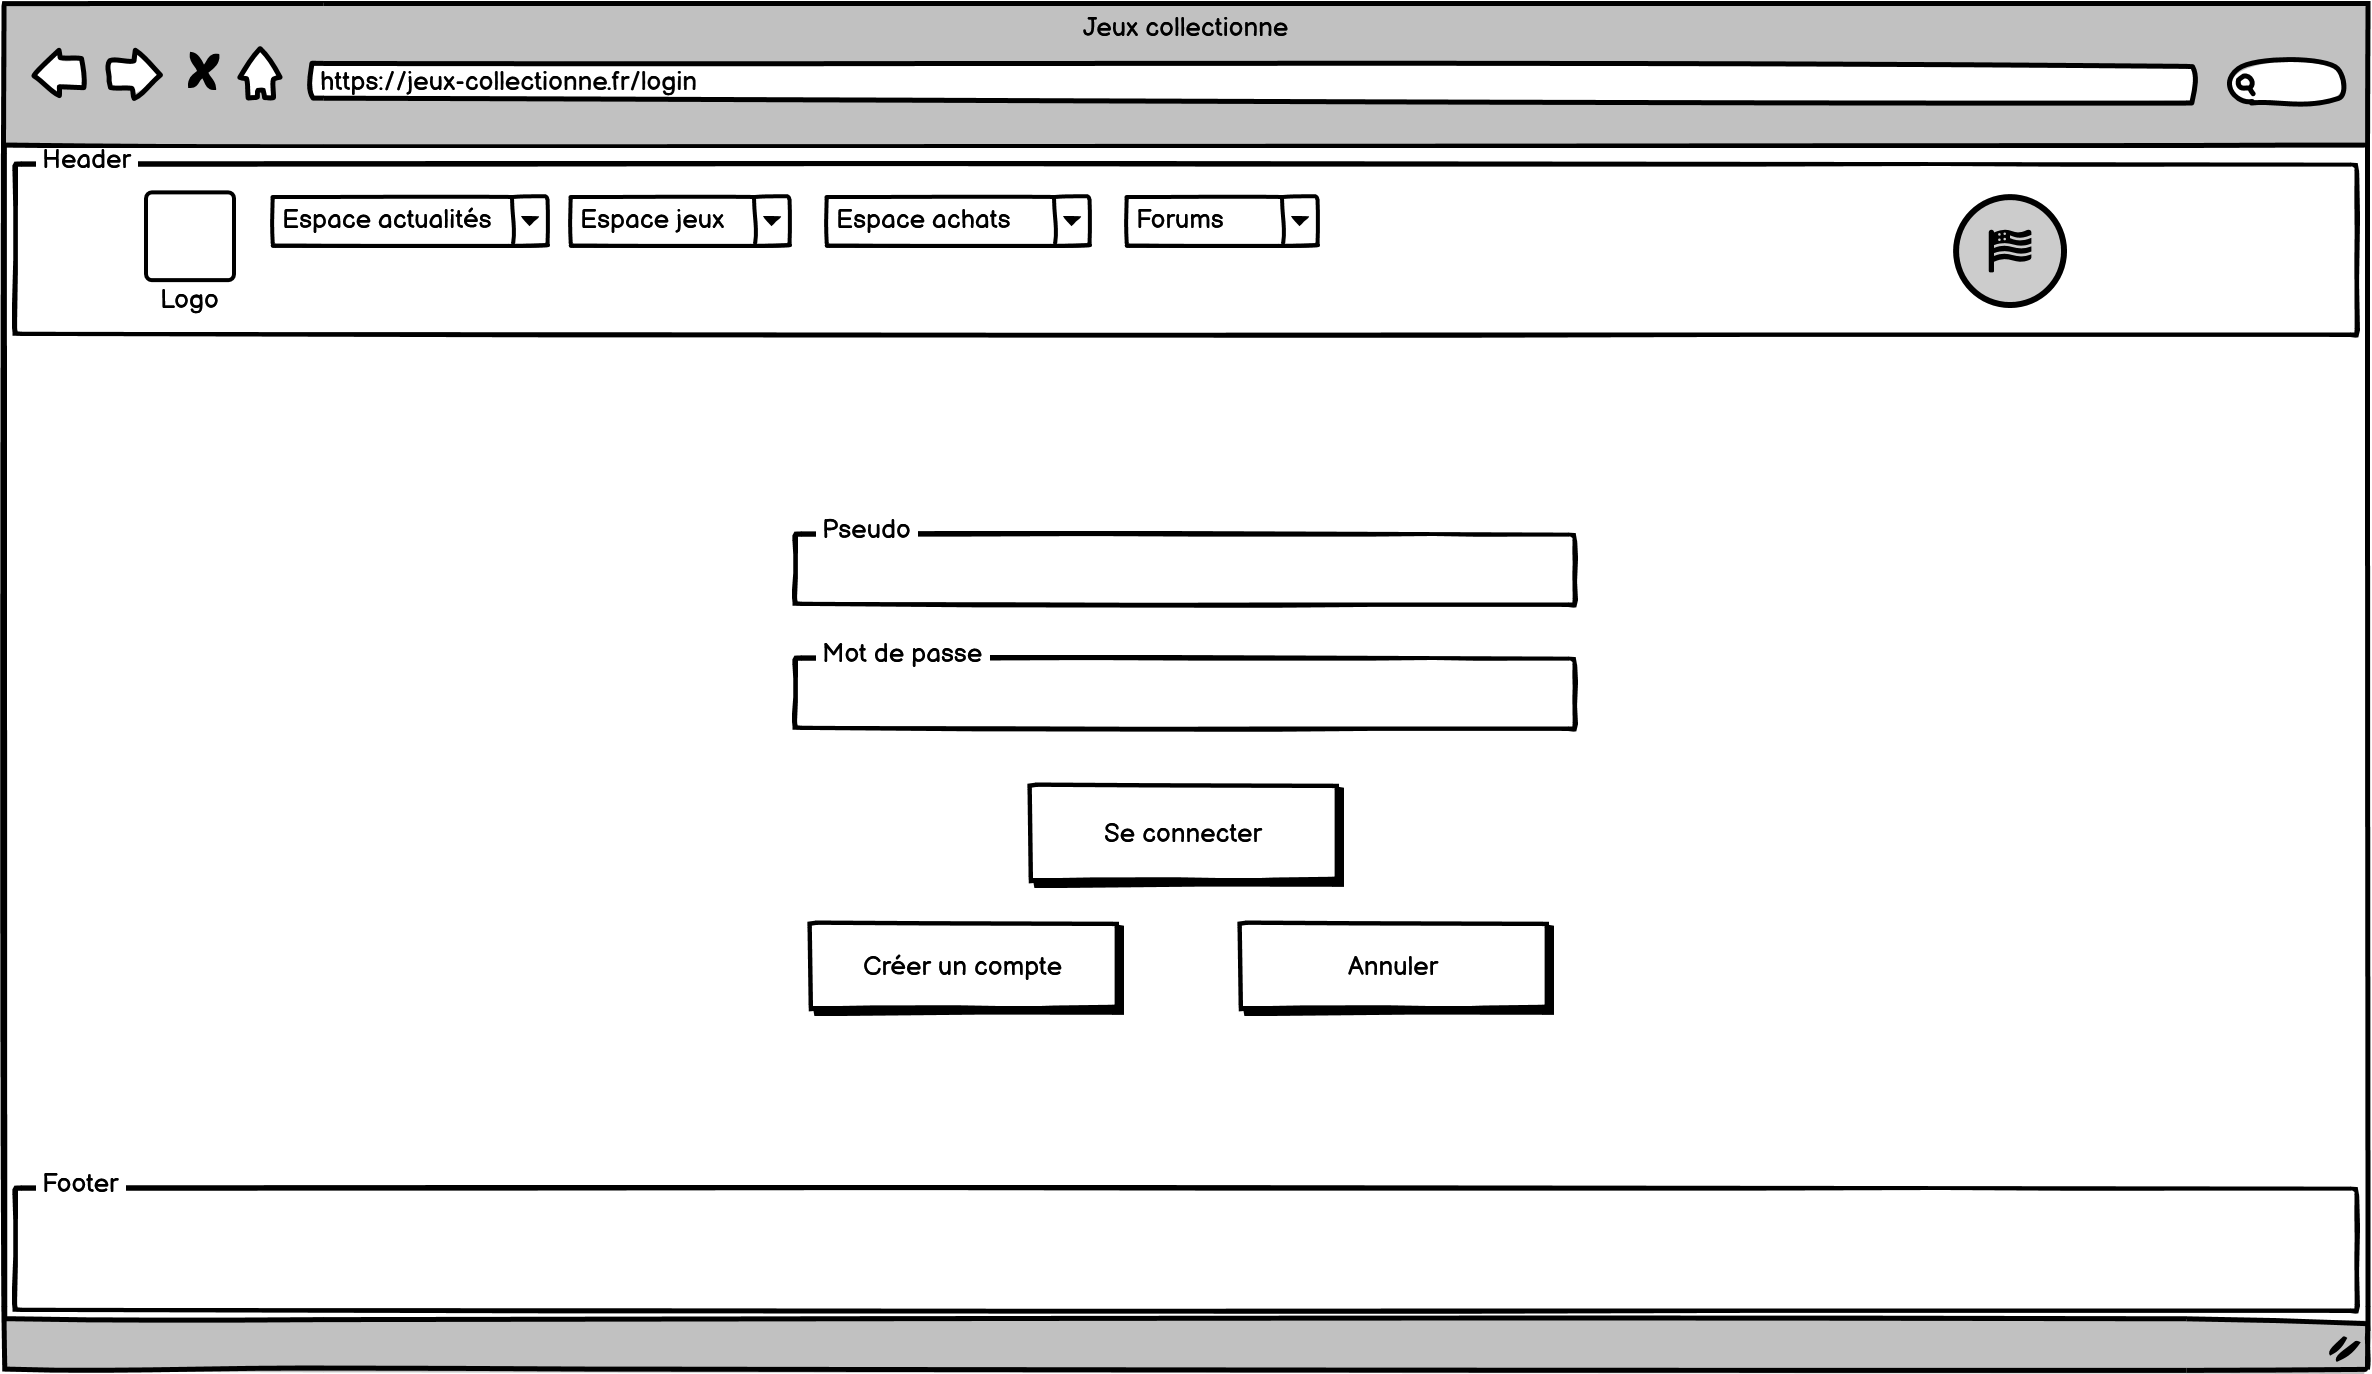 Jeux collectionne
https://jeux-collectionne.fr/login
Header
Espace actualités
Espace jeux
Espace achats
Forums
Logo
Pseudo
Mot de passe
Se connecter
Créer un compte
Annuler
Footer